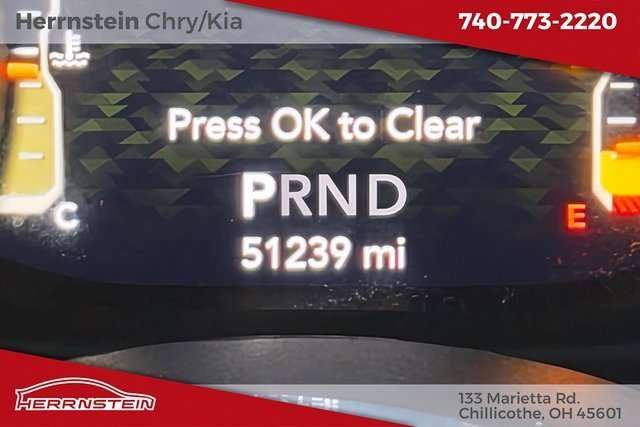 Herrnstein Chry/Kia
740-773-2220
Press OK to Clear
PRND
C
E
51239 mi
HERRNSTEIN
133 Marietta Rd.
Chillicothe, OH 45601